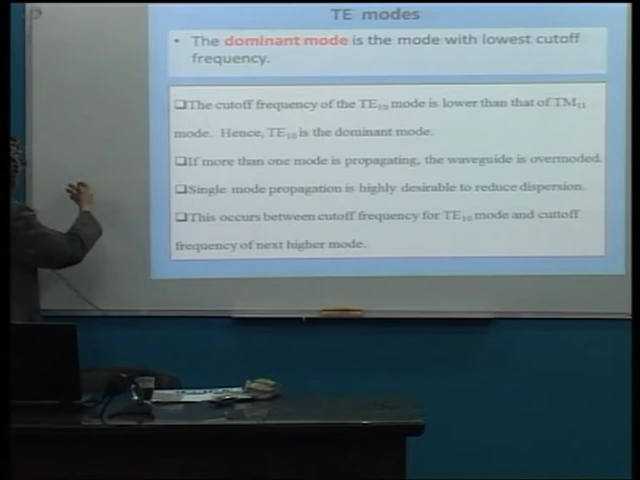 TE modes
• The dominant mode is the mode with lowest cutoff
frequency.
❑The cutoff frequency of the TE₁₀ mode is lower than that of TM₁₁
mode. Hence, TE₁₀ is the dominant mode.
❑If more than one mode is propagating, the waveguide is overmoded.
❑Single mode propagation is highly desirable to reduce dispersion.
❑This occurs between cutoff frequency for TE₁₀ mode and cuttoff
frequency of next higher mode.